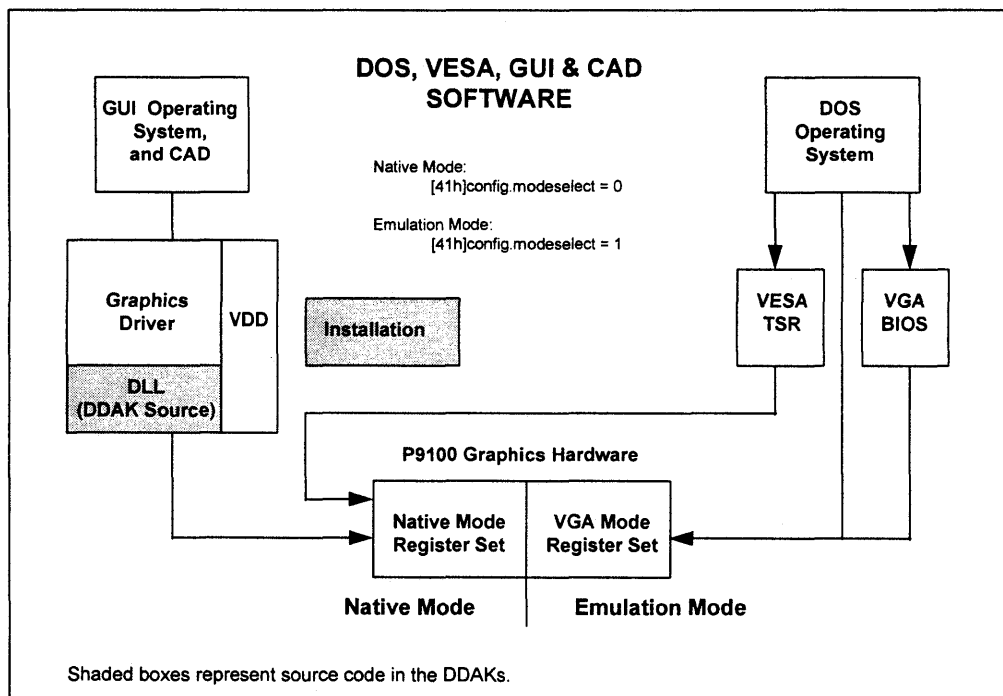 DOS, VESA, GUI & CAD
SOFTWARE
GUI Operating
System,
and CAD
DOS
Operating
System
Native Mode:
[41h]config.modeselect = 0
Emulation Mode:
[41h]config.modeselect = 1
Graphics
Driver
VDD
Installation
VESA
TSR
VGA
BIOS
DLL
(DDAK Source)
P9100 Graphics Hardware
Native Mode
Register Set
VGA Mode
Register Set
Native Mode
Emulation Mode
Shaded boxes represent source code in the DDAKs.